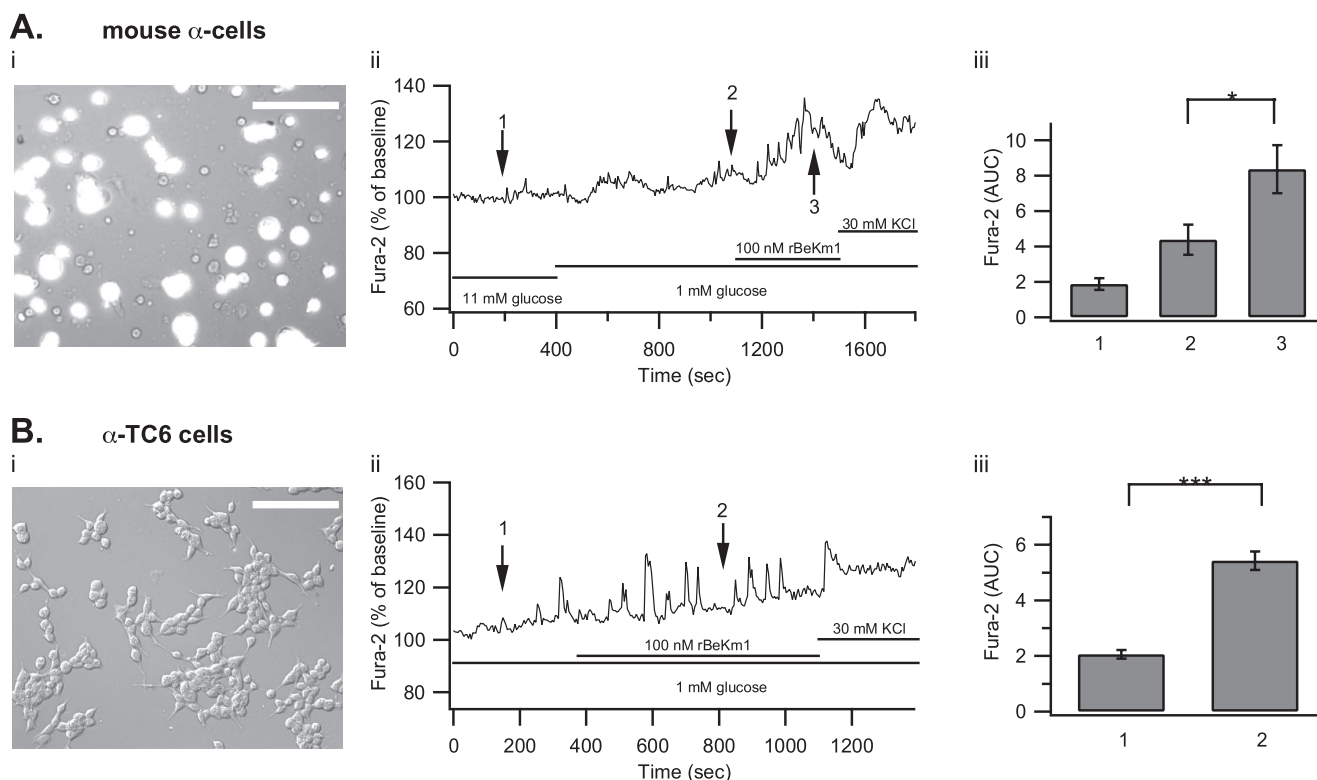 A. mouse α-cells
i
ii
iii
140
120
100
80
60
Fura-2 (% of baseline)
1
2
3
30 mM KCl
100 nM rBeKm1
11 mM glucose
1 mM glucose
0 400 800 1200 1600
Time (sec)
*
10
8
6
4
2
0
Fura-2 (AUC)
1 2 3
B. α-TC6 cells
i
ii
iii
160
140
120
100
80
Fura-2 (% of baseline)
1
2
30 mM KCl
100 nM rBeKm1
1 mM glucose
0 200 400 600 800 1000 1200
Time (sec)
***
6
4
2
0
Fura-2 (AUC)
1 2